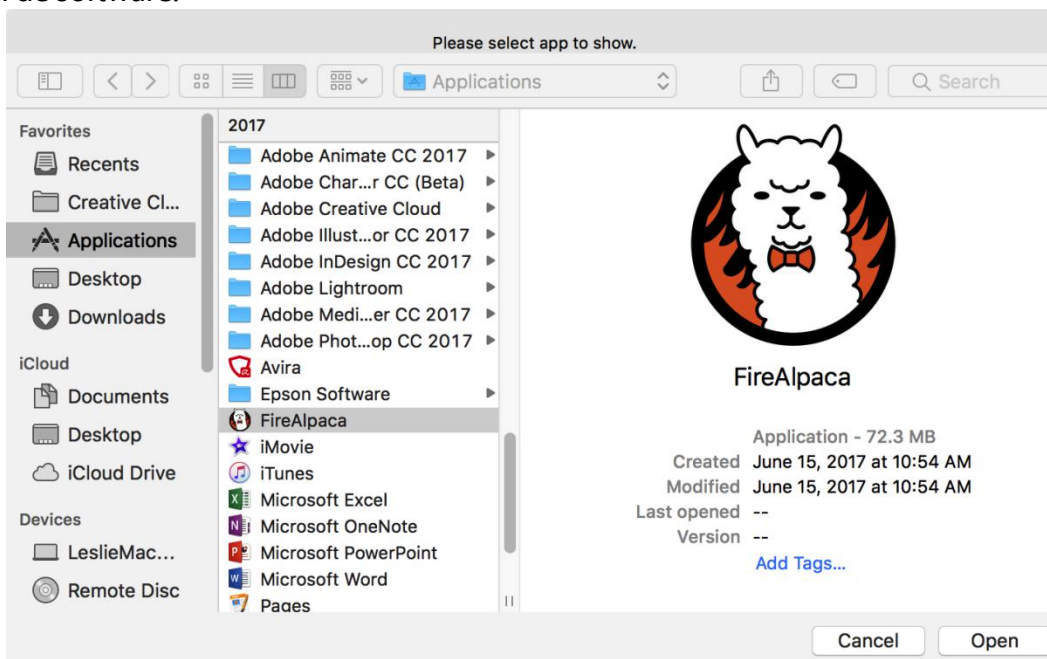 Please select app to show.
Applications
Search
Favorites
Recents
Creative Cl...
Applications
Desktop
Downloads
iCloud
Documents
Desktop
iCloud Drive
Devices
LeslieMac...
Remote Disc
2017
Adobe Animate CC 2017
Adobe Char...r CC (Beta)
Adobe Creative Cloud
Adobe Illust...or CC 2017
Adobe InDesign CC 2017
Adobe Lightroom
Adobe Medi...er CC 2017
Adobe Phot...op CC 2017
Avira
Epson Software
FireAlpaca
iMovie
iTunes
Microsoft Excel
Microsoft OneNote
Microsoft PowerPoint
Microsoft Word
Pages
FireAlpaca
Application - 72.3 MB
Created June 15, 2017 at 10:54 AM
Modified June 15, 2017 at 10:54 AM
Last opened --
Version --
Add Tags...
Cancel
Open